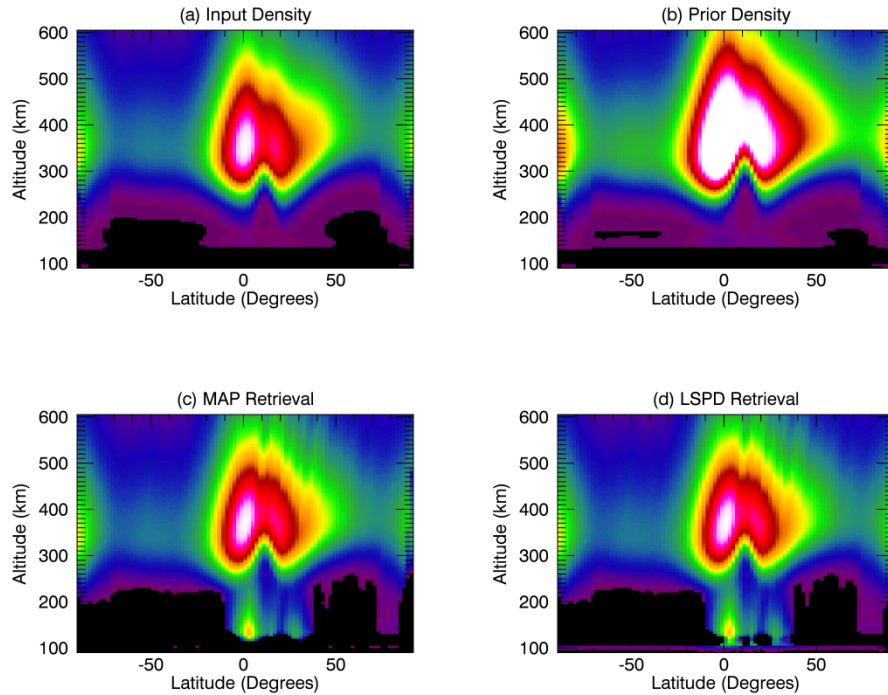 (a) Input Density
(b) Prior Density
600
500
400
300
200
100
Altitude (km)
-50 0 50
Latitude (Degrees)
600
500
400
300
200
100
Altitude (km)
-50 0 50
Latitude (Degrees)
(c) MAP Retrieval
(d) LSPD Retrieval
600
500
400
300
200
100
Altitude (km)
-50 0 50
Latitude (Degrees)
600
500
400
300
200
100
Altitude (km)
-50 0 50
Latitude (Degrees)